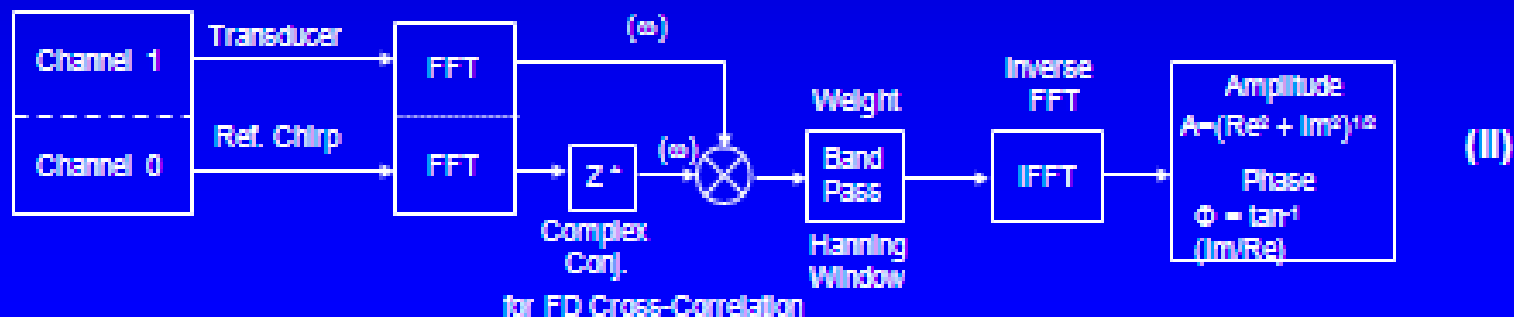 Channel 1
Transducer
FFT
(ω)
Channel 0
Ref. Chirp
FFT
Z*
Complex
Conj.
for FD Cross-Correlation
(ω)
Weight
Band
Pass
Hanning
Window
Inverse
FFT
IFFT
Amplitude
A=(Re² + Im²)¹/²
Phase
Φ = tan⁻¹
(Im/Re)
(II)